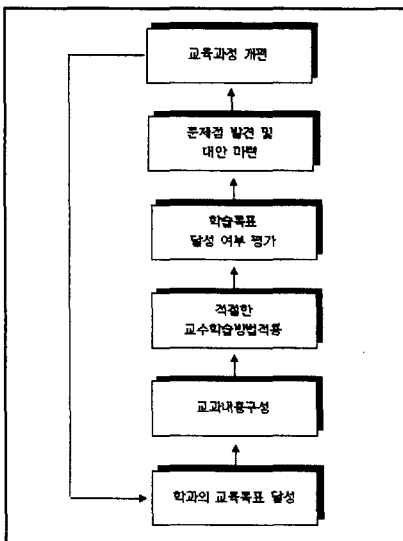 교육과정 개편
문제점 발견 및
대안 마련
학습목표
달성 여부 평가
적절한
교수학습방법적용
교과내용구성
학과의 교육목표 달성